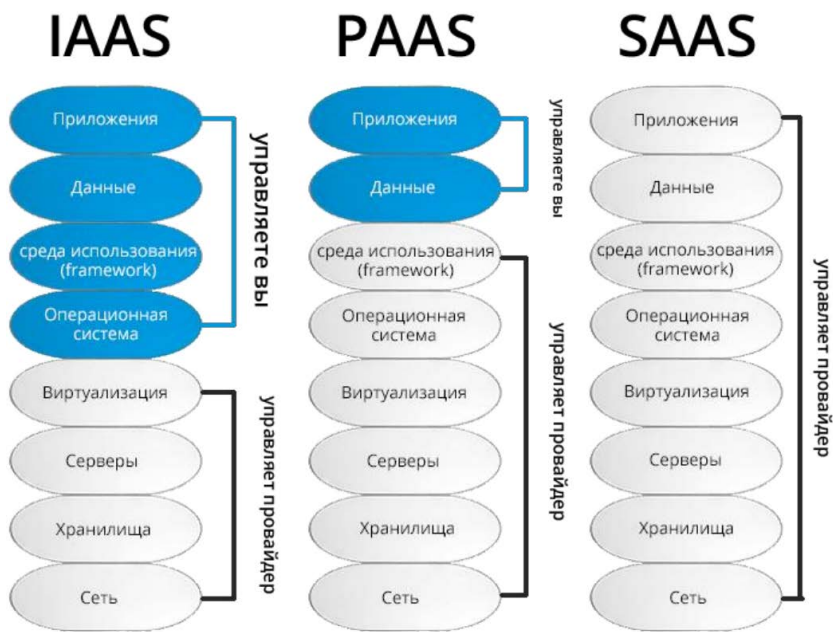 IAAS
Приложения
Данные
среда использования
(framework)
Операционная
система
Виртуализация
Серверы
Хранилища
Сеть
управляете вы
управляет провайдер
PAAS
Приложения
Данные
среда использования
(framework)
Операционная
система
Виртуализация
Серверы
Хранилища
Сеть
управляете вы
управляет провайдер
SAAS
Приложения
Данные
среда использования
(framework)
Операционная
система
Виртуализация
Серверы
Хранилища
Сеть
управляет провайдер